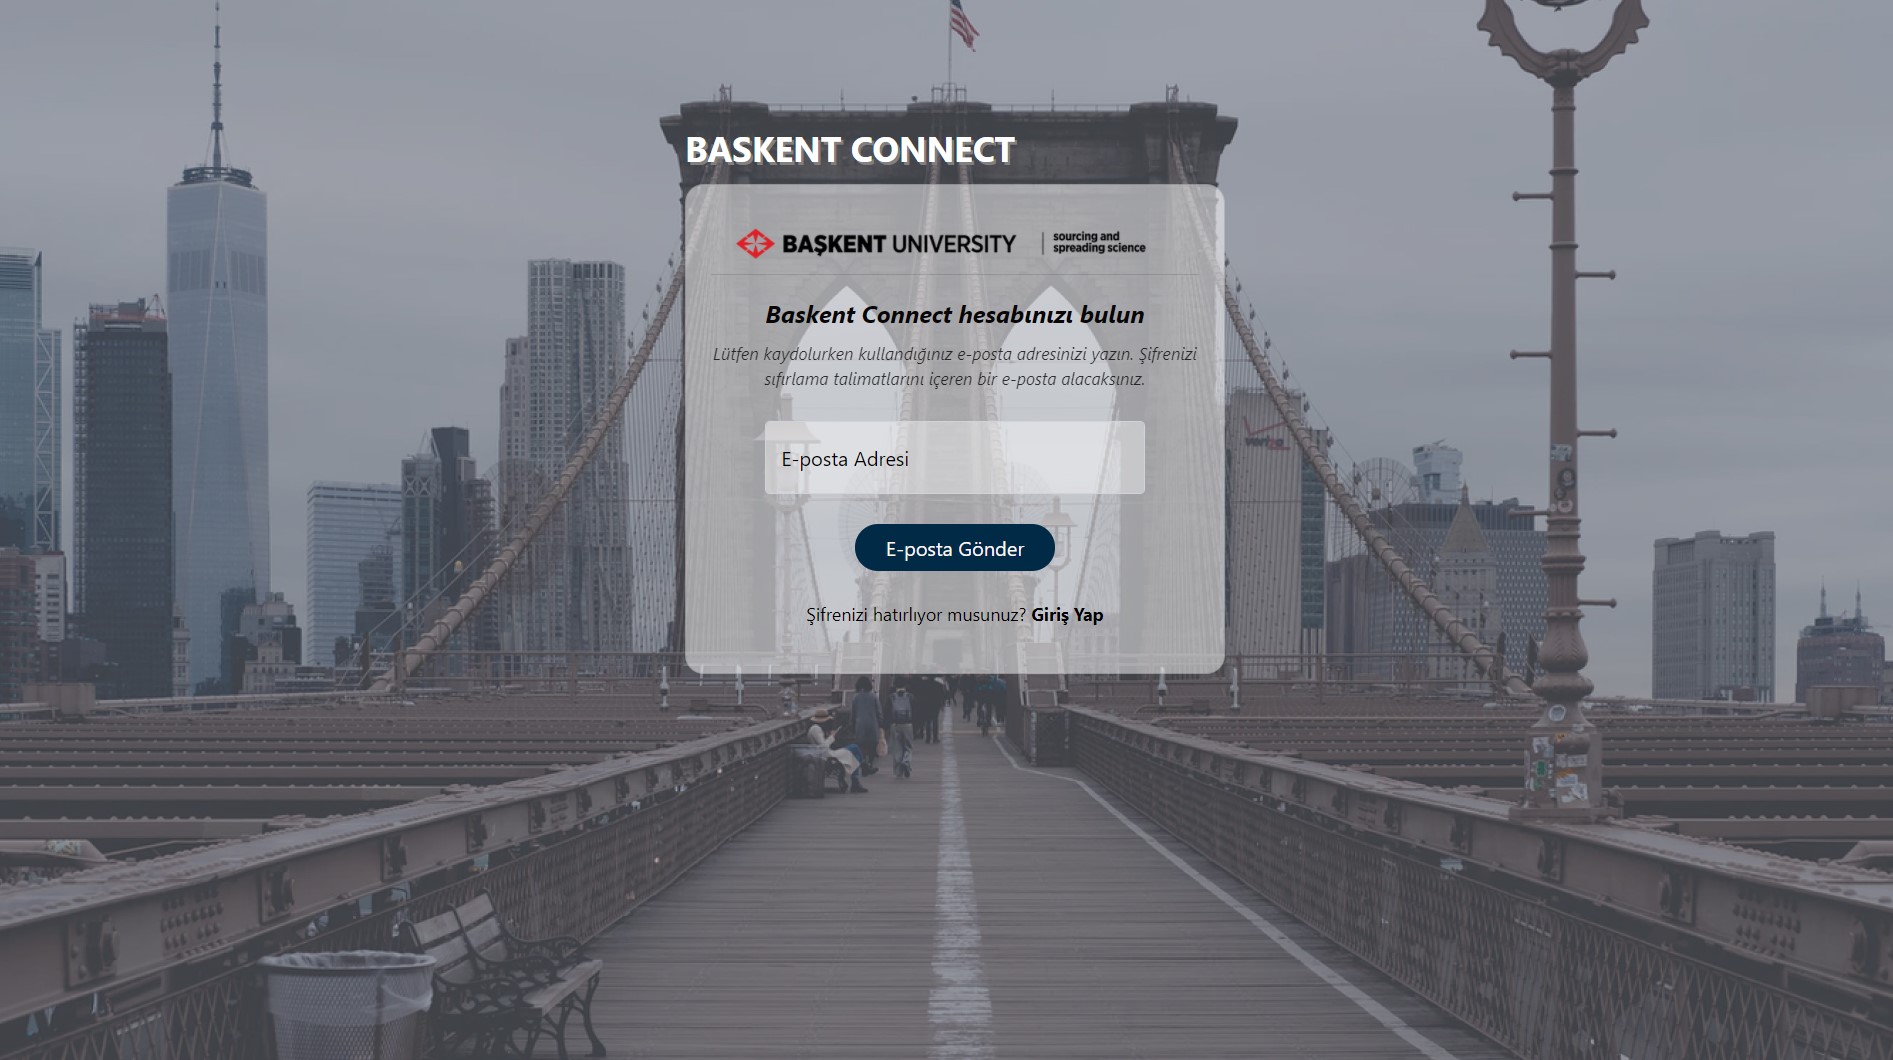 BASKENT CONNECT
BAŞKENT UNIVERSITY
sourcing and
spreading science
Baskent Connect hesabınızı bulun
Lütfen kaydolurken kullandığınız e-posta adresinizi yazın. Şifrenizi
sıfırlama talimatlarını içeren bir e-posta alacaksınız.
E-posta Adresi
E-posta Gönder
Şifrenizi hatırlıyor musunuz? Giriş Yap
verizon